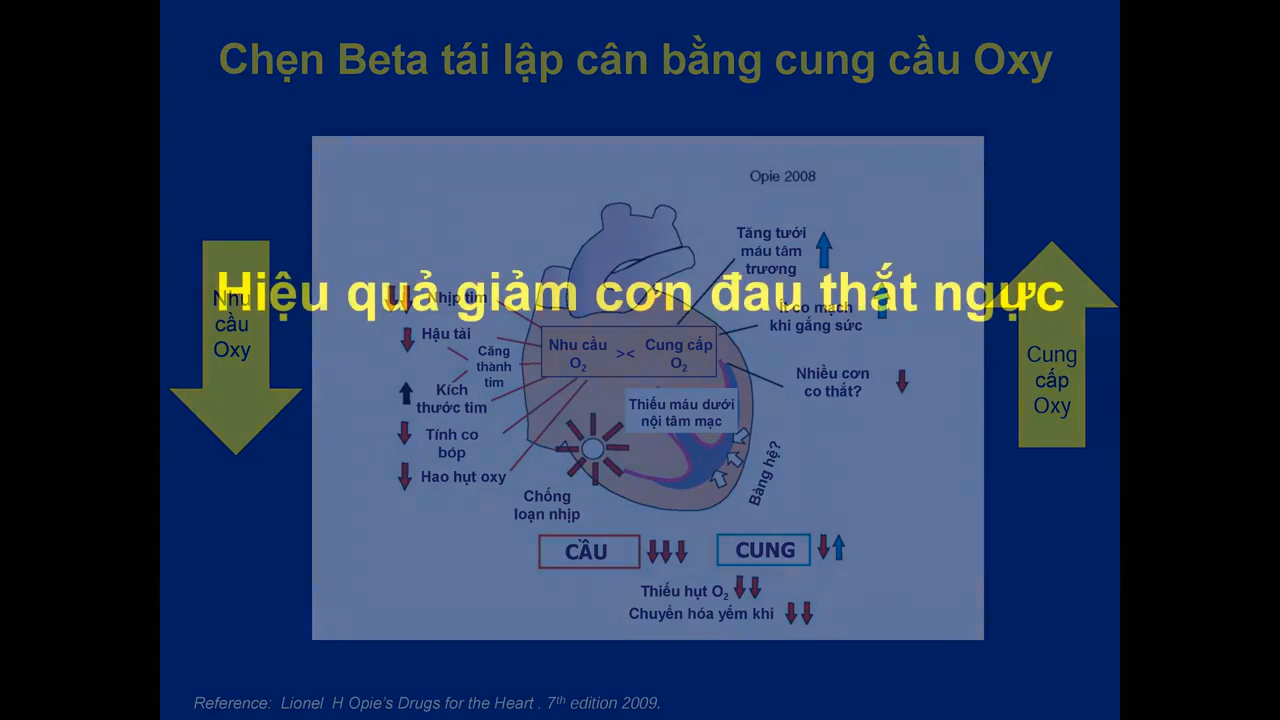 Chẹn Beta tái lập cân bằng cung cầu Oxy
Opie 2008
Hiệu quả giảm cơn đau thắt ngực
Nhu
cầu
Oxy
Nhịp tim
Hậu tải
Căng
thành
tim
Kích
thước tim
Tính co
bóp
Hao hụt oxy
Chống
loạn nhịp
Nhu cầu
O2
><
Cung cấp
O2
Thiếu máu dưới
nội tâm mạc
Tăng tưới
máu tâm
trương
Ít co mạch
khi gắng sức
Nhiều cơn
co thắt?
Bàng hệ?
Cung
cấp
Oxy
CẦU
CUNG
Thiếu hụt O2
Chuyển hóa yếm khí
Reference: Lionel H Opie's Drugs for the Heart . 7th edition 2009.